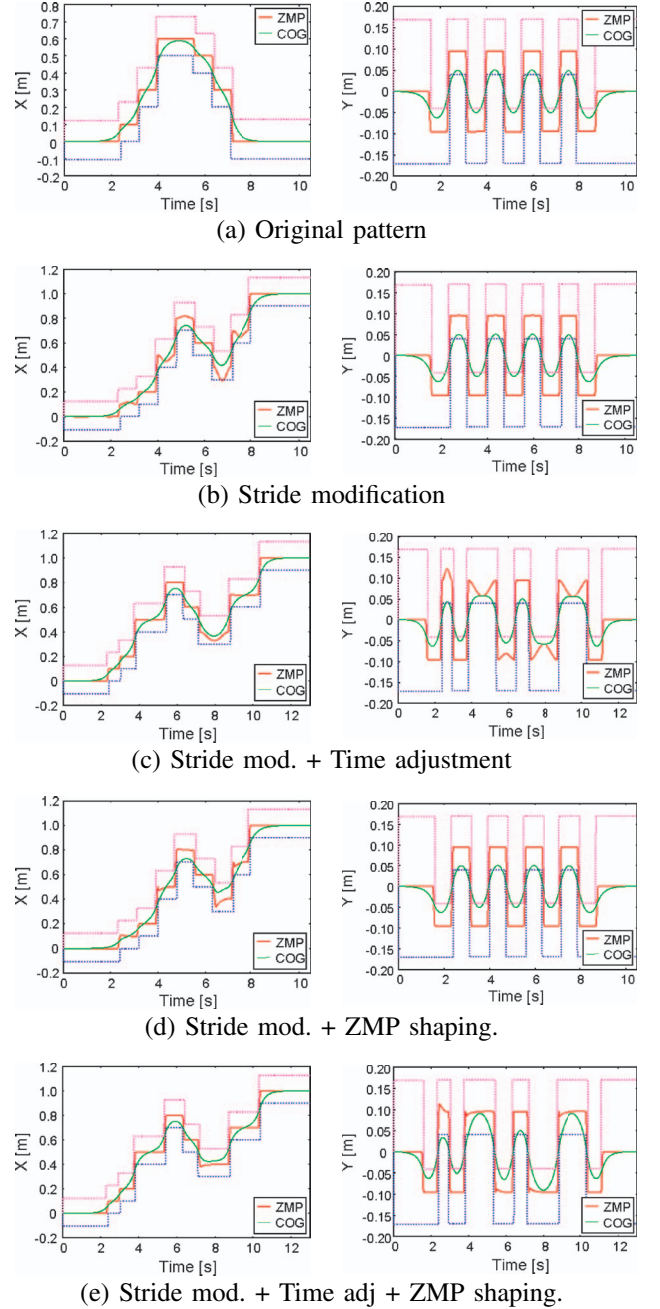 0.8
0.7
0.6
0.5
0.4
0.3
0.2
0.1
0
-0.1
-0.2
X [m]
ZMP
COG
0 2 4 6 8 10
Time [s]
0.20
0.15
0.10
0.05
0
-0.05
-0.10
-0.15
-0.20
Y [m]
ZMP
COG
0 2 4 6 8 10
Time [s]
(a) Original pattern
1.2
1.0
0.8
0.6
0.4
0.2
0
-0.2
X [m]
ZMP
COG
0 2 4 6 8 10
Time [s]
0.20
0.15
0.10
0.05
0
-0.05
-0.10
-0.15
-0.20
Y [m]
ZMP
COG
0 2 4 6 8 10
Time [s]
(b) Stride modification
1.2
1.0
0.8
0.6
0.4
0.2
0
-0.2
X [m]
ZMP
COG
0 2 4 6 8 10 12
Time [s]
0.20
0.15
0.10
0.05
0
-0.05
-0.10
-0.15
-0.20
Y [m]
ZMP
COG
0 2 4 6 8 10 12
Time [s]
(c) Stride mod. + Time adjustment
1.2
1.0
0.8
0.6
0.4
0.2
0
-0.2
X [m]
ZMP
COG
0 2 4 6 8 10
Time [s]
0.20
0.15
0.10
0.05
0
-0.05
-0.10
-0.15
-0.20
Y [m]
ZMP
COG
0 2 4 6 8 10
Time [s]
(d) Stride mod. + ZMP shaping.
1.2
1.0
0.8
0.6
0.4
0.2
0
-0.2
X [m]
ZMP
COG
0 2 4 6 8 10 12
Time [s]
0.20
0.15
0.10
0.05
0
-0.05
-0.10
-0.15
-0.20
Y [m]
ZMP
COG
0 2 4 6 8 10 12
Time [s]
(e) Stride mod. + Time adj + ZMP shaping.